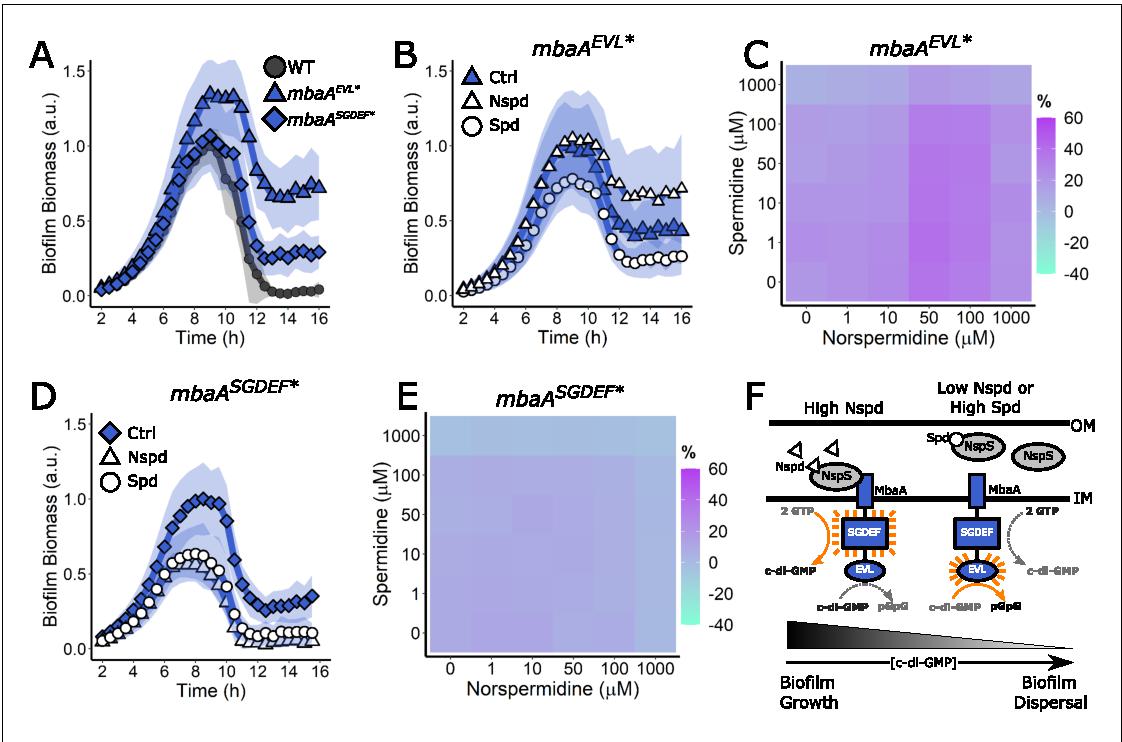 A
WT
mbaA^EVL*
mbaA^SGDEF*
Biofilm Biomass (a.u.)
1.5
1.0
0.5
0.0
2 4 6 8 10 12 14 16
Time (h)
B
mbaA^EVL*
Ctrl
Nspd
Spd
Biofilm Biomass (a.u.)
1.5
1.0
0.5
0.0
2 4 6 8 10 12 14 16
Time (h)
C
mbaA^EVL*
Spermidine (µM)
1000
100
50
10
1
0
0 1 10 50 100 1000
Norspermidine (µM)
%
60
40
20
0
-20
-40
D
mbaA^SGDEF*
Ctrl
Nspd
Spd
Biofilm Biomass (a.u.)
1.5
1.0
0.5
0.0
2 4 6 8 10 12 14 16
Time (h)
E
mbaA^SGDEF*
Spermidine (µM)
1000
100
50
10
1
0
0 1 10 50 100 1000
Norspermidine (µM)
%
60
40
20
0
-20
-40
F
High Nspd
Low Nspd or
High Spd
OM
Nspd
NspS
Spd
NspS
NspS
MbaA
MbaA
IM
2 GTP
SGDEF
c-di-GMP
EVL
c-di-GMP
pGpG
2 GTP
SGDEF
c-di-GMP
EVL
c-di-GMP
pGpG
[c-di-GMP]
Biofilm
Growth
Biofilm
Dispersal